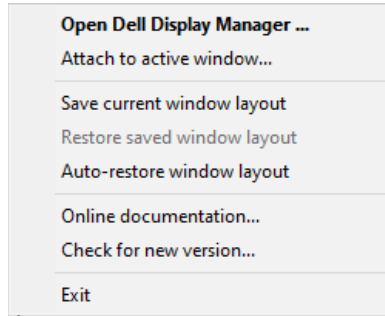 Open Dell Display Manager ...
Attach to active window...
Save current window layout
Restore saved window layout
Auto-restore window layout
Online documentation...
Check for new version...
Exit